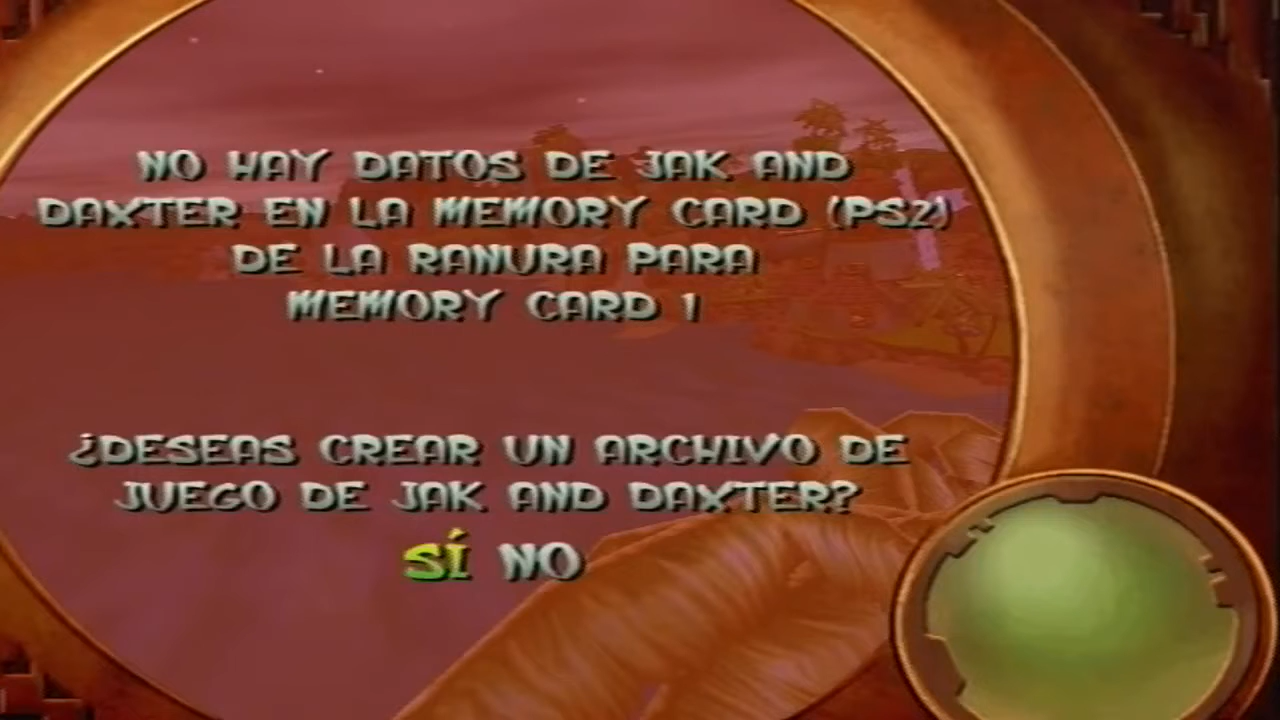 NO HAY DATOS DE JAK AND
DAXTER EN LA MEMORY CARD (PS2)
DE LA RANURA PARA
MEMORY CARD 1
¿DESEAS CREAR UN ARCHIVO DE
JUEGO DE JAK AND DAXTER?
SÍ NO